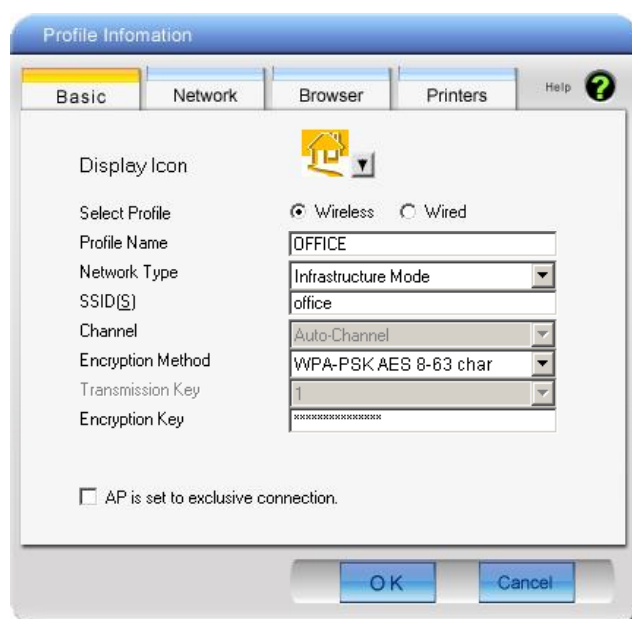 Profile Infomation
Basic Network Browser Printers Help ?
Display Icon
Select Profile Wireless Wired
Profile Name OFFICE
Network Type Infrastructure Mode
SSID(S) office
Channel Auto-Channel
Encryption Method WPA-PSK AES 8-63 char
Transmission Key 1
Encryption Key ***************
AP is set to exclusive connection.
OK Cancel